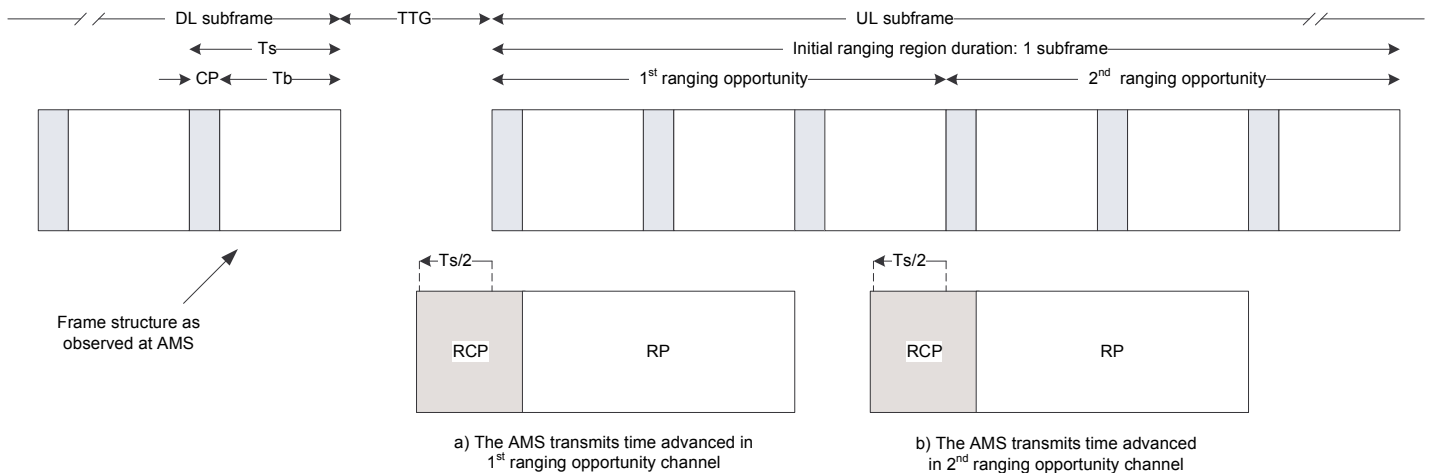 DL subframe
TTG
UL subframe
Ts
Initial ranging region duration: 1 subframe
CP
Tb
1st ranging opportunity
2nd ranging opportunity
Ts/2
Ts/2
Frame structure as
observed at AMS
RCP
RP
RCP
RP
a) The AMS transmits time advanced in
1st ranging opportunity channel
b) The AMS transmits time advanced
in 2nd ranging opportunity channel